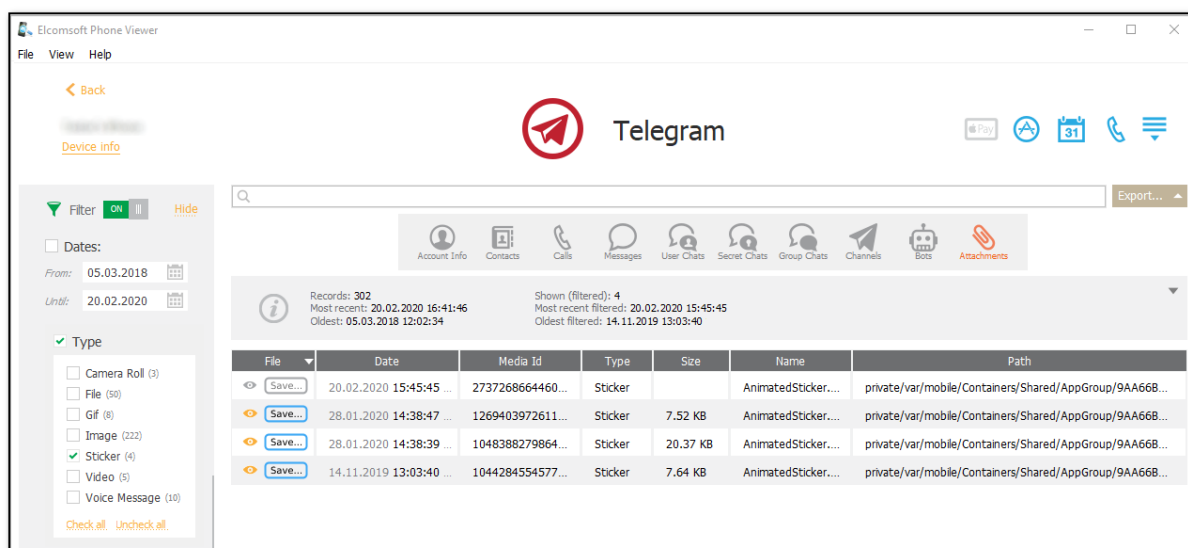 Elcomsoft Phone Viewer
File View Help
Back
Device info
Telegram
Pay
31
Filter ON Hide
Export...
Dates:
From: 05.03.2018
Until: 20.02.2020
Type
Camera Roll (3)
File (50)
Gif (8)
Image (222)
Sticker (4)
Video (5)
Voice Message (10)
Check all Uncheck all
Account Info Contacts Calls Messages User Chats Secret Chats Group Chats Channels Bots Attachments
Records: 302 Shown (filtered): 4
Most recent: 20.02.2020 16:41:46 Most recent filtered: 20.02.2020 15:45:45
Oldest: 05.03.2018 12:02:34 Oldest filtered: 14.11.2019 13:03:40
File Date Media Id Type Size Name Path
Save... 20.02.2020 15:45:45 ... 2737268664460... Sticker AnimatedSticker.... private/var/mobile/Containers/Shared/AppGroup/9AA66B...
Save... 28.01.2020 14:38:47 ... 1269403972611... Sticker 7.52 KB AnimatedSticker.... private/var/mobile/Containers/Shared/AppGroup/9AA66B...
Save... 28.01.2020 14:38:39 ... 1048388279864... Sticker 20.37 KB AnimatedSticker.... private/var/mobile/Containers/Shared/AppGroup/9AA66B...
Save... 14.11.2019 13:03:40 ... 1044284554577... Sticker 7.64 KB AnimatedSticker.... private/var/mobile/Containers/Shared/AppGroup/9AA66B...